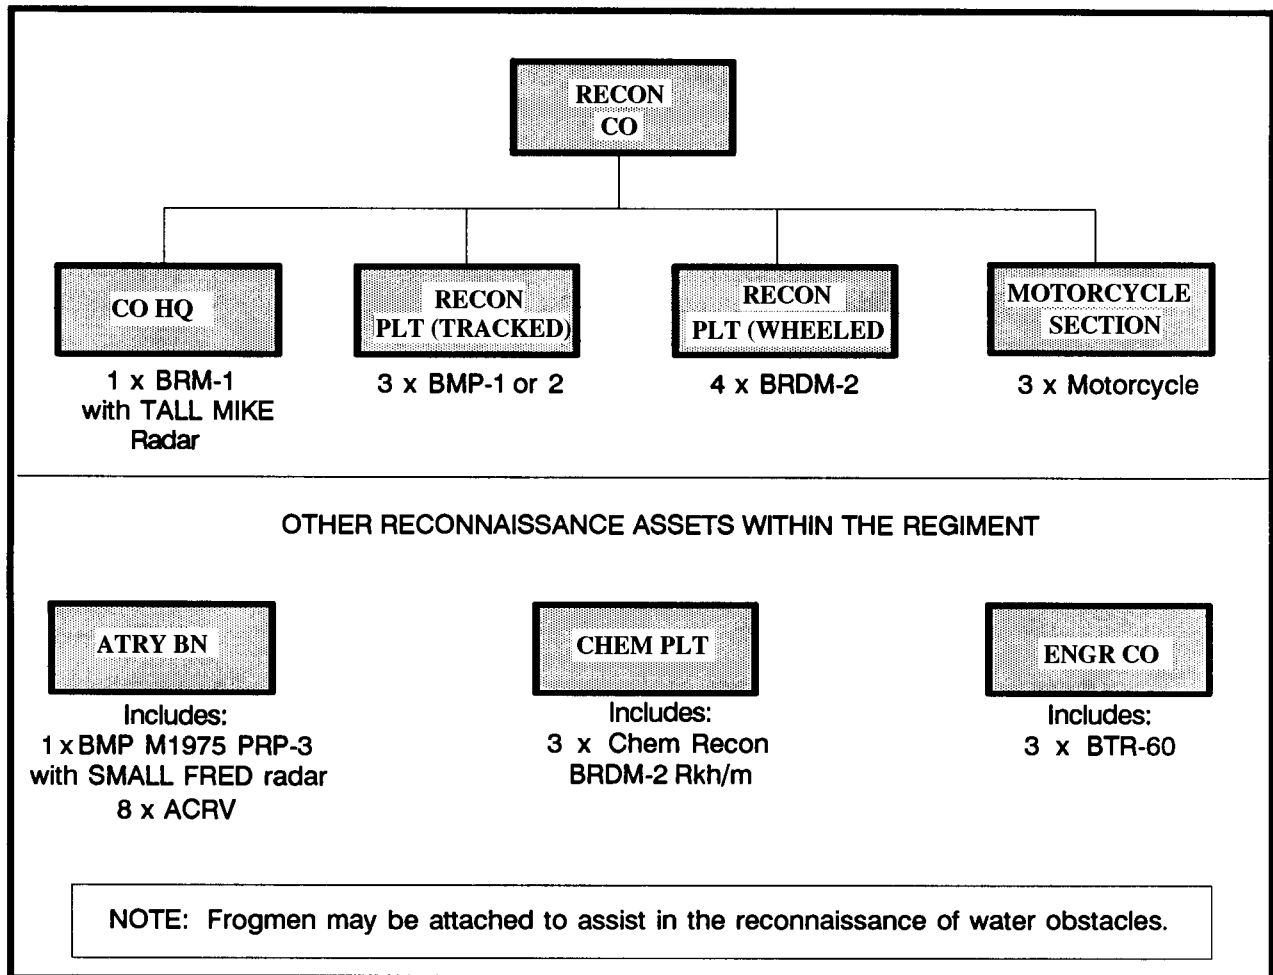 RECON
CO
CO HQ
1 x BRM-1
with TALL MIKE
Radar
RECON
PLT (TRACKED)
3 x BMP-1 or 2
RECON
PLT (WHEELED
4 x BRDM-2
MOTORCYCLE
SECTION
3 x Motorcycle
OTHER RECONNAISSANCE ASSETS WITHIN THE REGIMENT
ATRY BN
Includes:
1 x BMP M1975 PRP-3
with SMALL FRED radar
8 x ACRV
CHEM PLT
Includes:
3 x Chem Recon
BRDM-2 Rkh/m
ENGR CO
Includes:
3 x BTR-60
NOTE: Frogmen may be attached to assist in the reconnaissance of water obstacles.